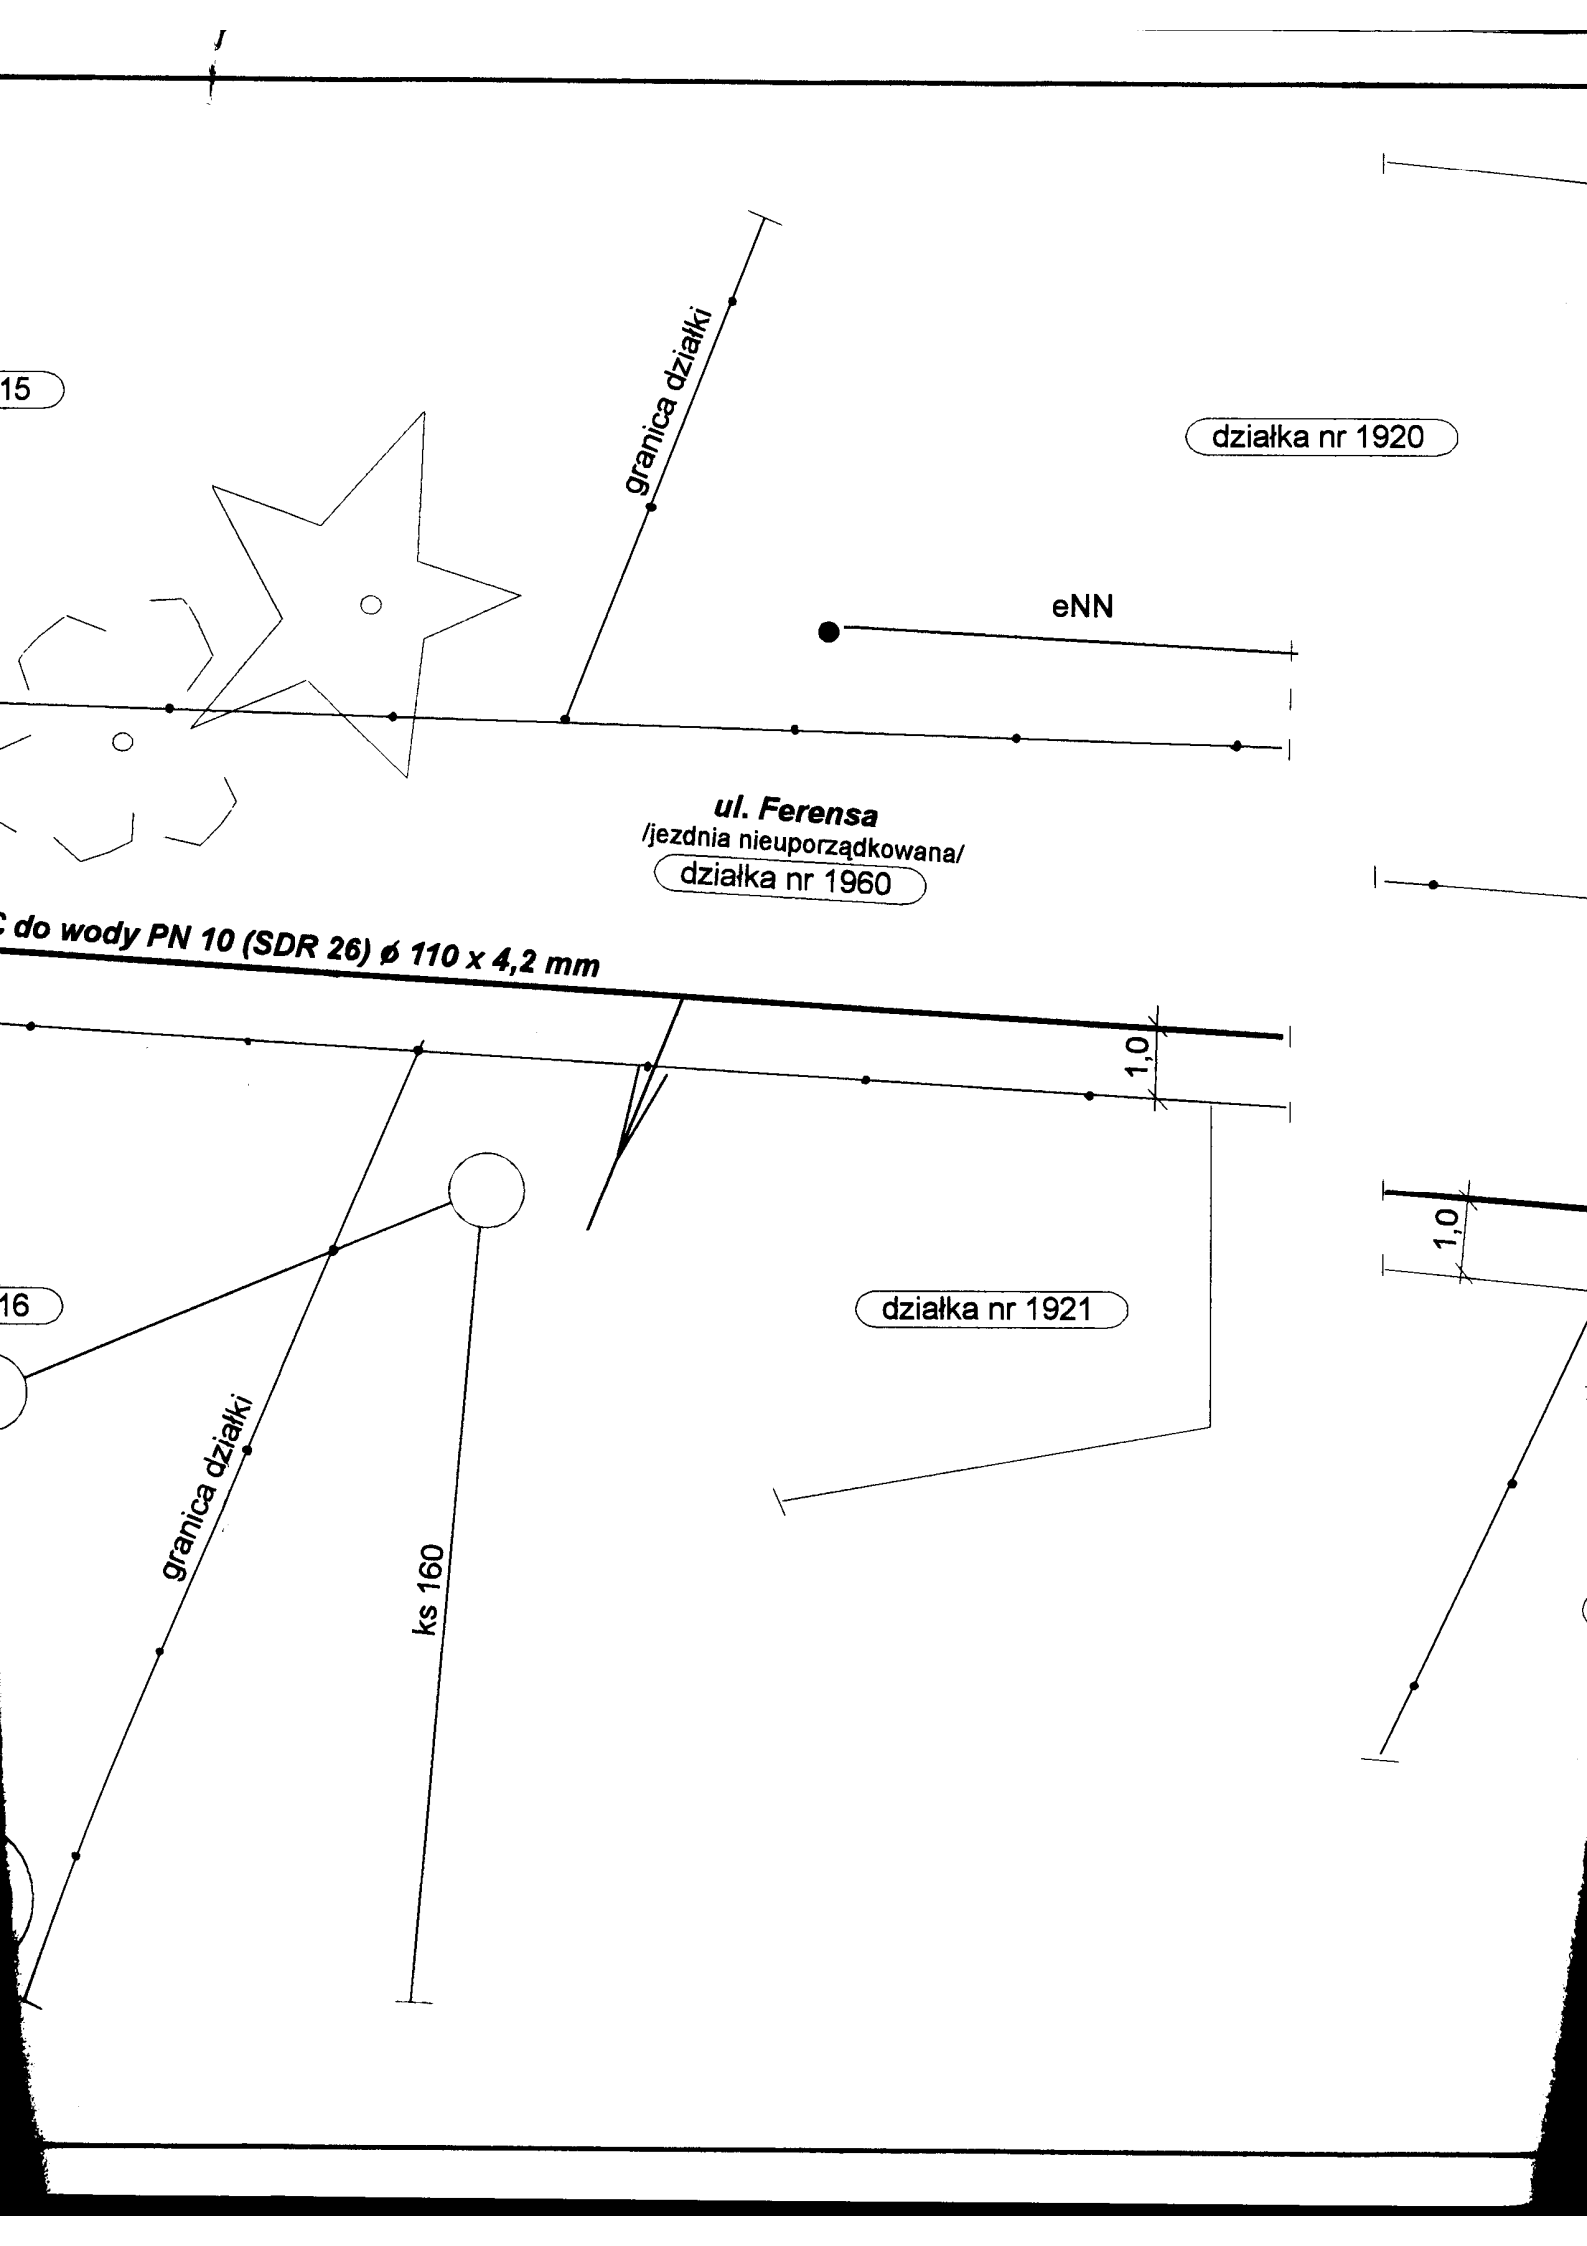 granica działki
15
działka nr 1920
eNN
ul. Ferensa
/jezdnia nieuporządkowana/
działka nr 1960
do wody PN 10 (SDR 26) ϕ 110 x 4,2 mm
1,0
1,0
16
działka nr 1921
granica działki
ks 160